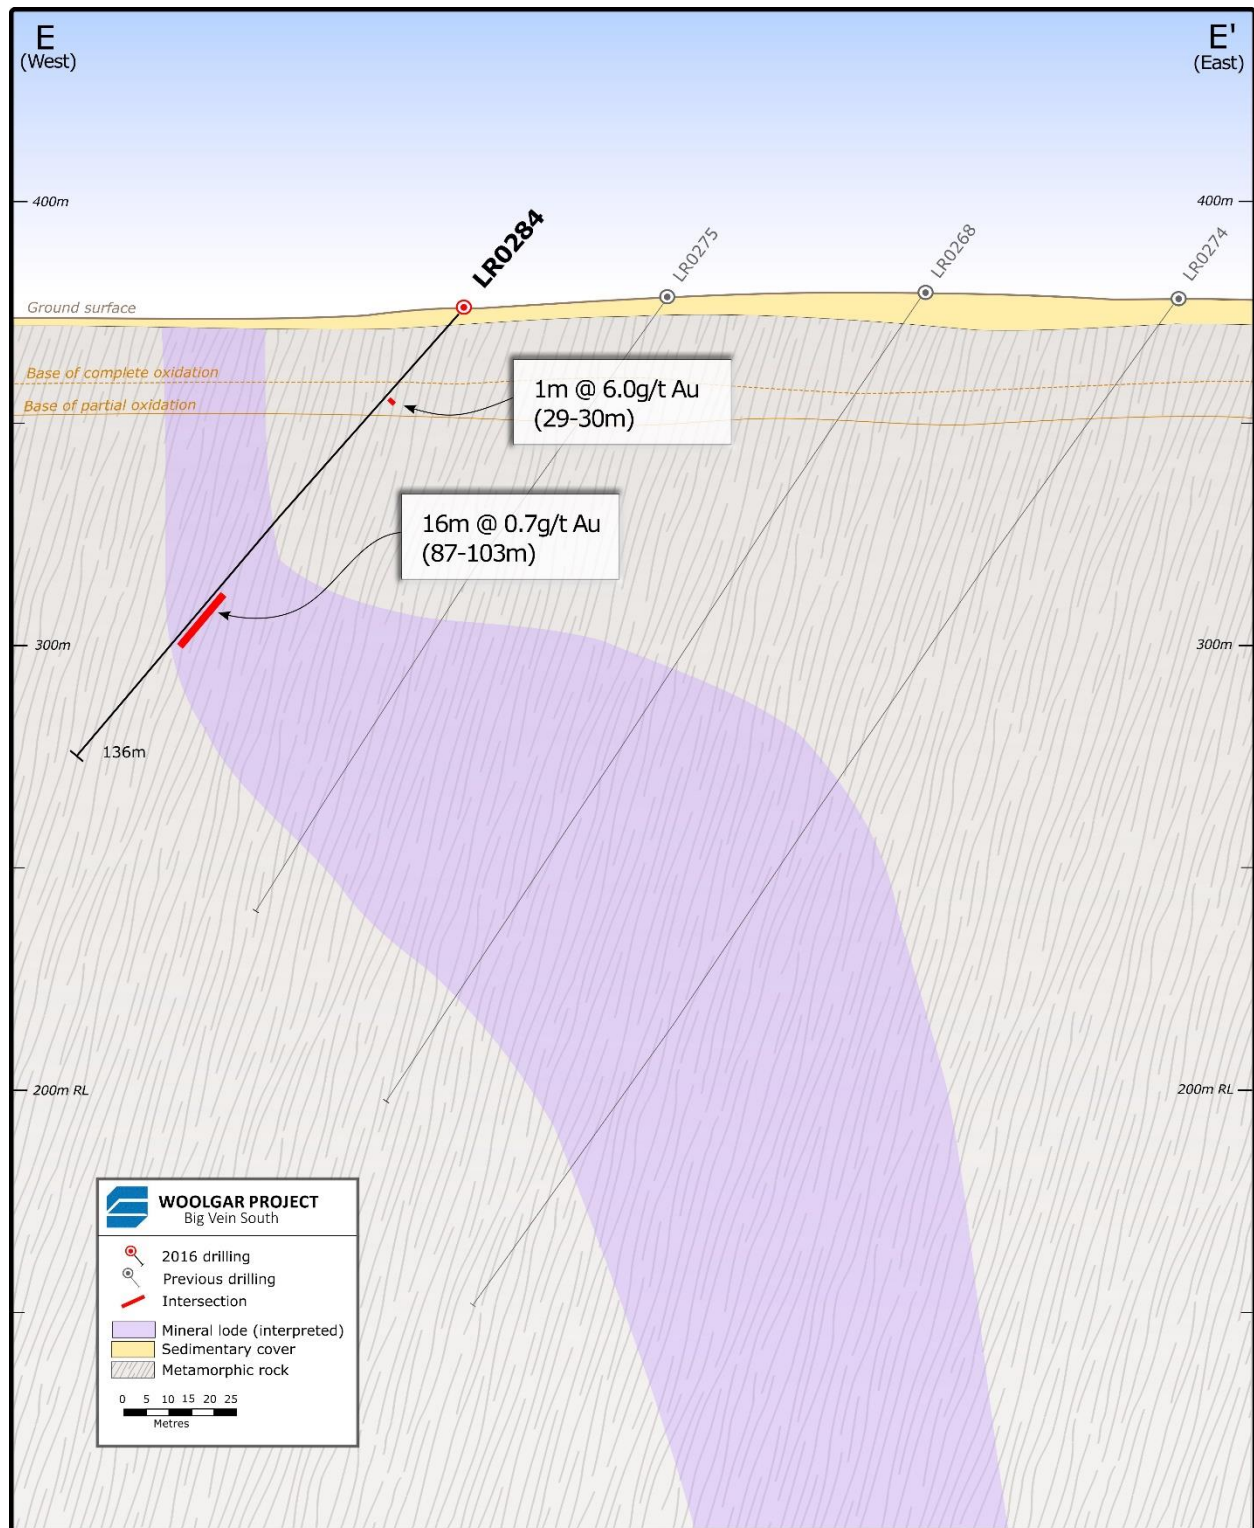 E
(West)
E'
(East)
400m
400m
LR0284
LR0275
LR0268
LR0274
Ground surface
Base of complete oxidation
Base of partial oxidation
1m @ 6.0g/t Au
(29-30m)
16m @ 0.7g/t Au
(87-103m)
300m
300m
136m
200m RL
200m RL
WOOLGAR PROJECT
Big Vein South
2016 drilling
Previous drilling
Intersection
Mineral lode (interpreted)
Sedimentary cover
Metamorphic rock
0 5 10 15 20 25
Metres